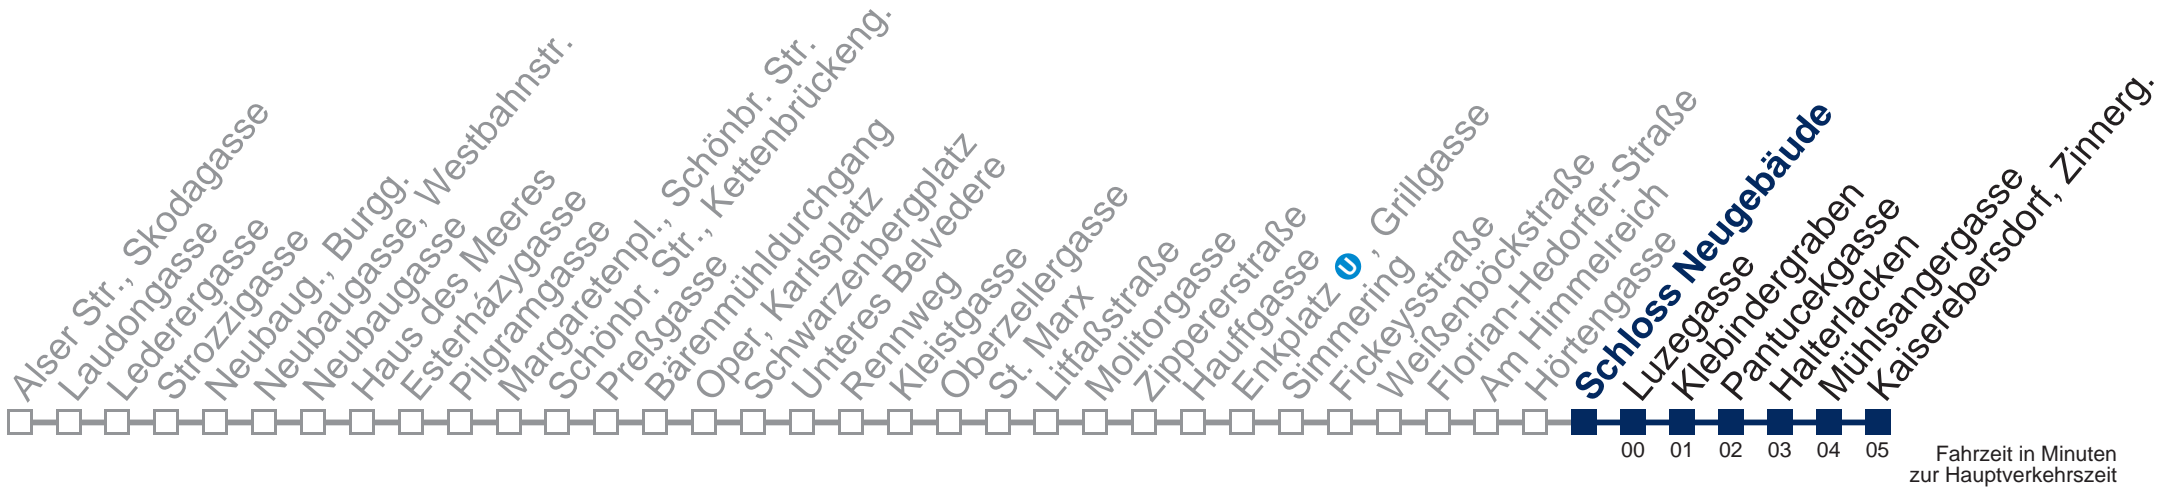 Alser Str., Skodagasse
Laudongasse
Lederergasse
Strozzigasse
Neubaug., Burgg.
Neubaugasse, Westbahnstr.
Neubaugasse
Haus des Meeres
Esterházygasse
Pilgramgasse
Margaretenpl., Schönbr. Str.
Schönbr. Str., Kettenbrückeng.
Preßgasse
Bärenmühldurchgang
Oper, Karlsplatz
Schwarzenbergplatz
Unteres Belvedere
Rennweg
Kleistgasse
Oberzellergasse
St. Marx
Litfaßstraße
Molitorgasse
Zippererstraße
Hauffgasse
Enkplatz U, Grillgasse
Simmering
Fickeysstraße
Weißenböckstraße
Florian-Hedorfer-Straße
Am Himmelreich
Hörtengasse
Schloss Neugebäude
Luzegasse
Klebindergraben
Pantucekgasse
Halterlacken
Mühlsangergasse
Kaiserebersdorf, Zinnerg.
00 01 02 03 04 05
Fahrzeit in Minuten
zur Hauptverkehrszeit